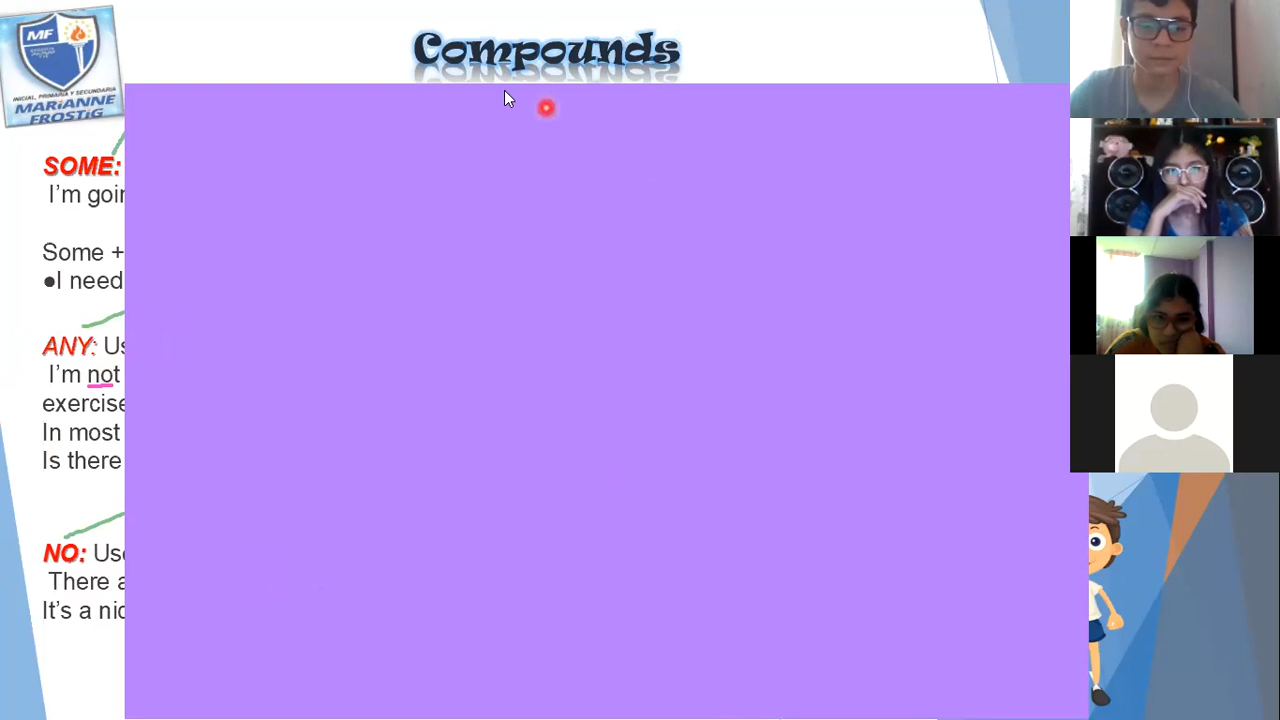 Compounds
MF
INICIAL, PRIMARIA Y SECUNDARIA
MARIANNE
FROSTIG
SOME:
I'm goin
Some +
●I need
ANY: Us
I'm not
exercise
In most
Is there
NO: Use
There a
It's a nic